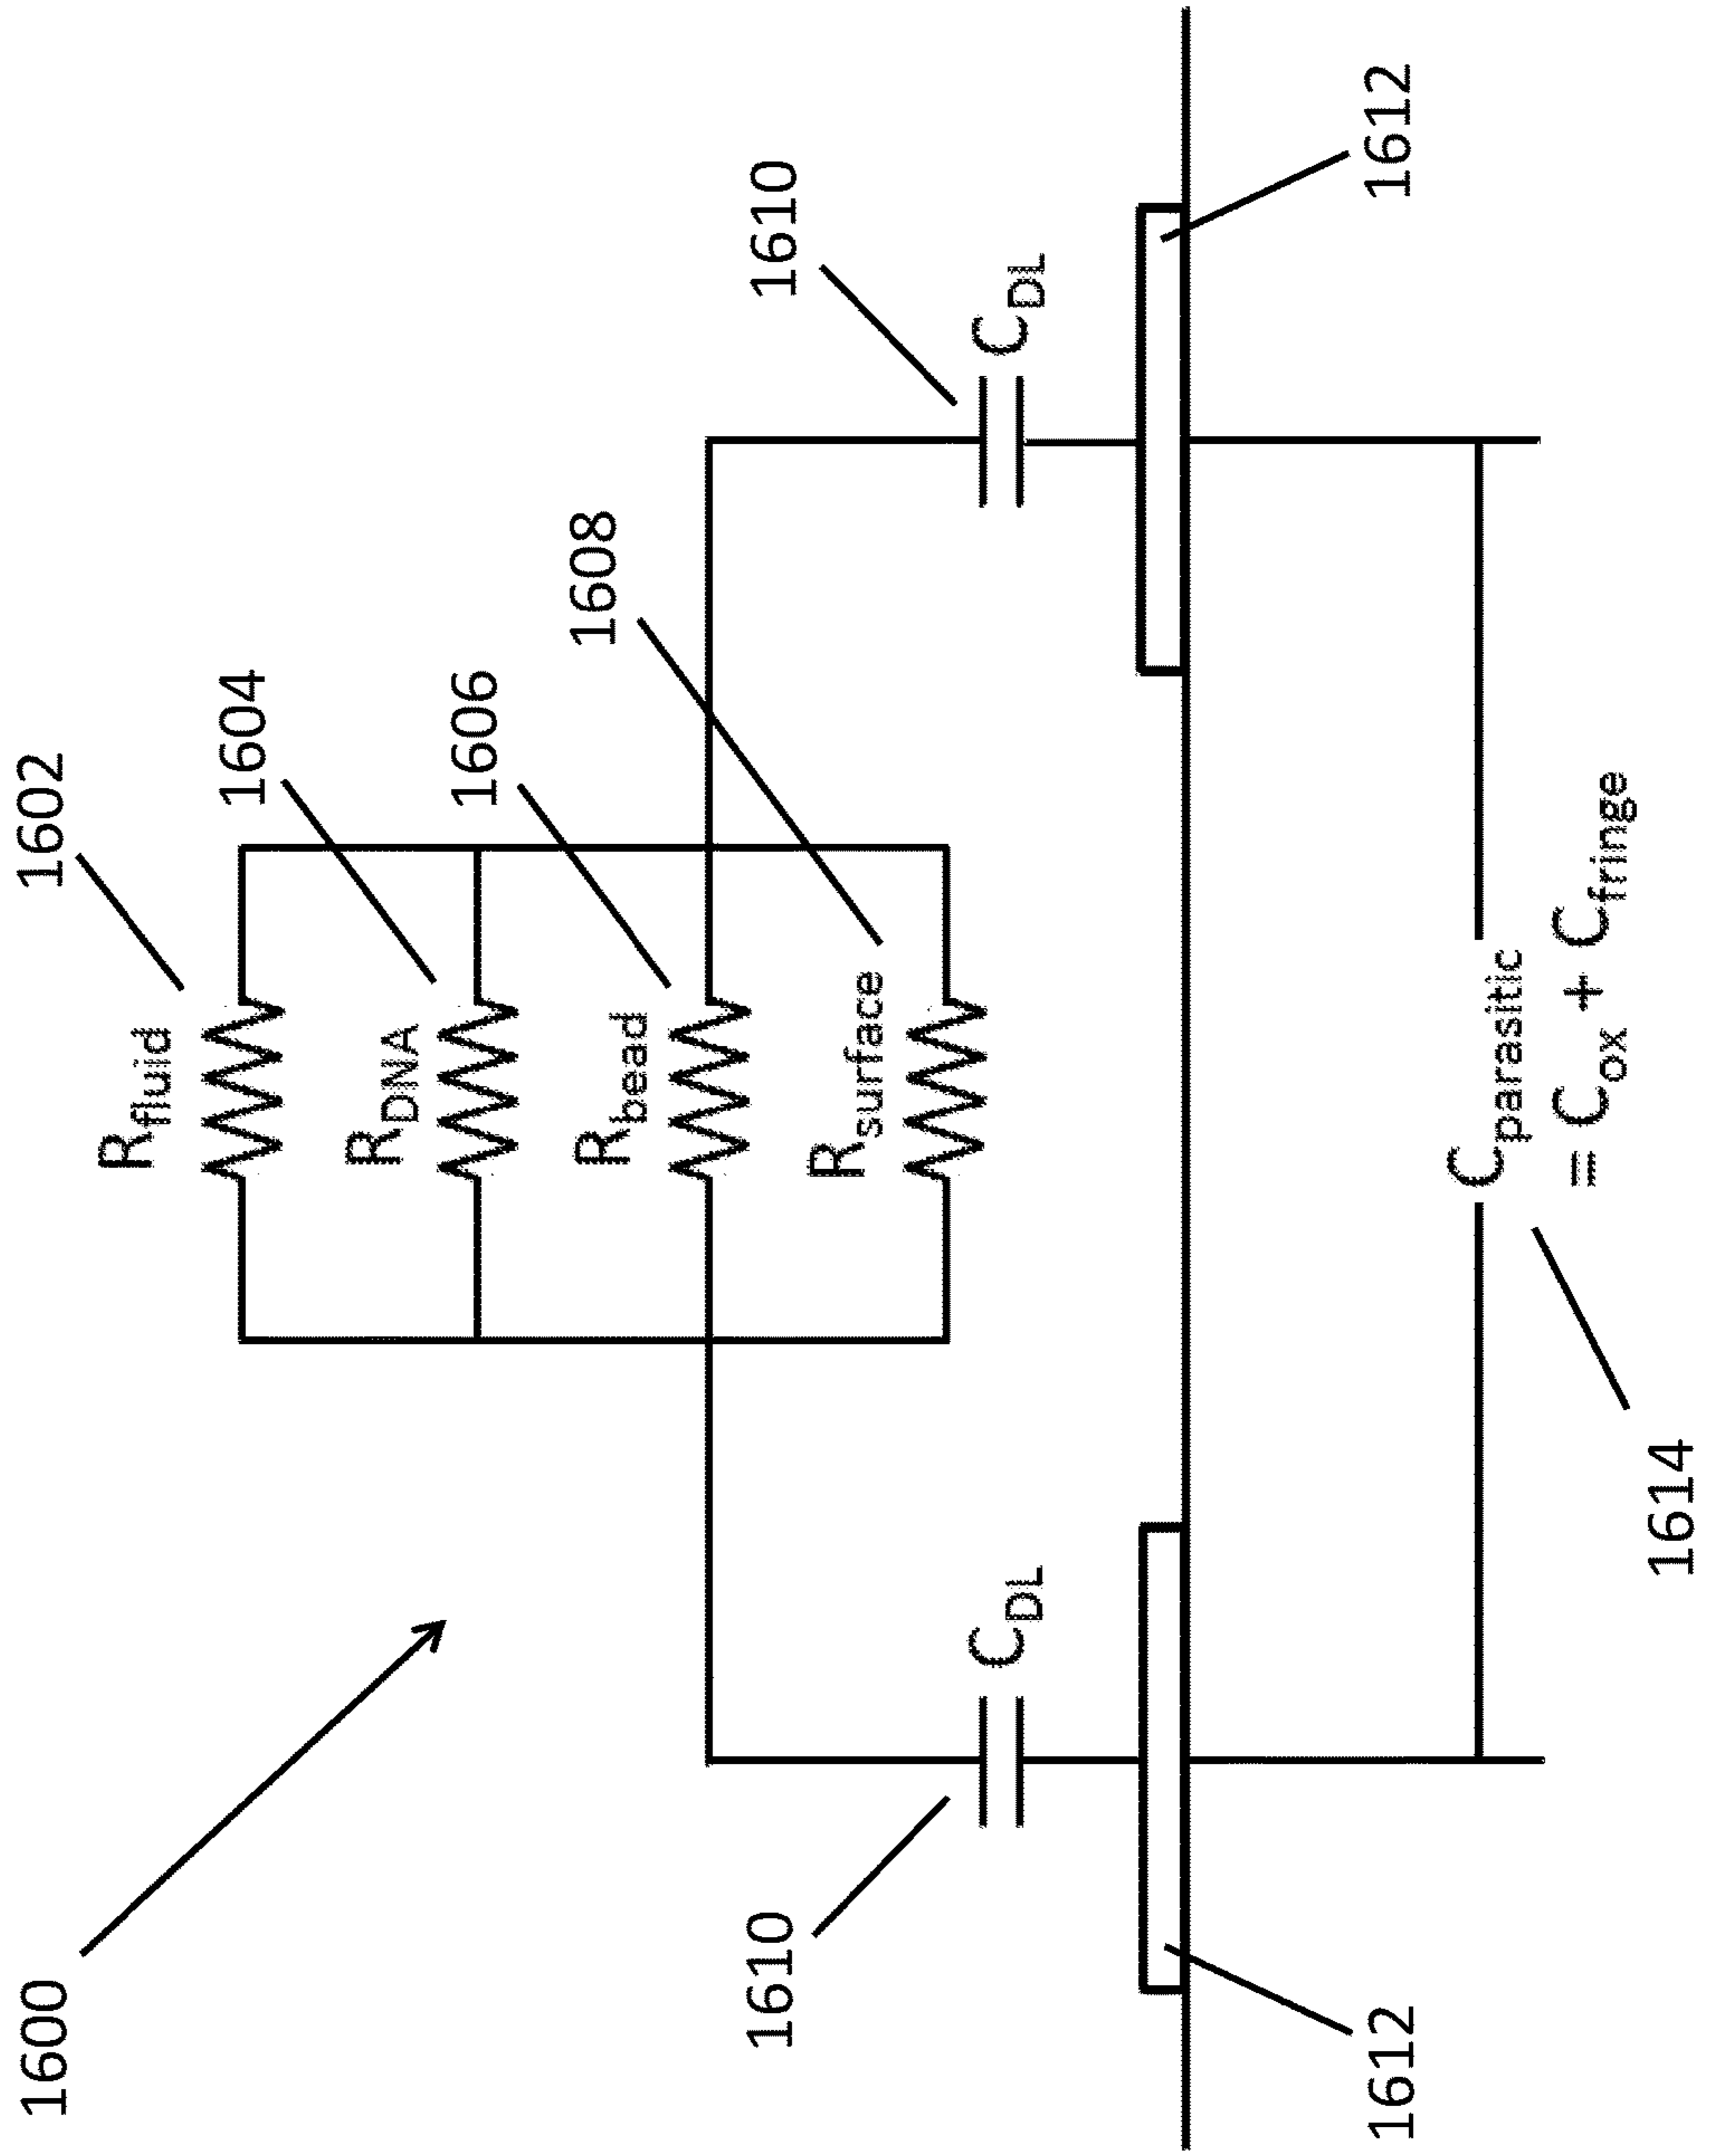 1600
1602
R_fluid
1604
R_DNA
1606
R_bead
1608
R_surface
1610
C_DL
1610
C_DL
1612
1612
C_parasitic
= C_ox + C_fringe
1614